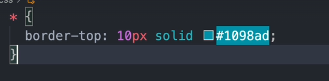 * {
border-top: 10px solid #1098ad;
}